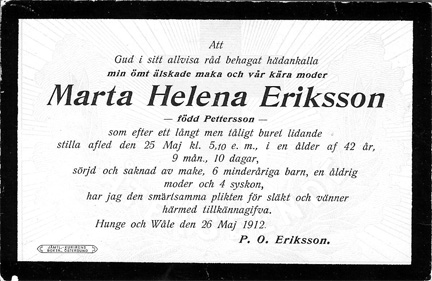 Att
Gud i sitt allvisa råd behagat hädankalla
min ömt älskade maka och vår kära moder
Marta Helena Eriksson
— född Pettersson —
som efter ett långt men tåligt buret lidande
stilla afled den 25 Maj kl. 5,10 e. m., i en ålder af 42 år,
9 mån., 10 dagar,
sörjd och saknad av make, 6 minderåriga barn, en åldrig
moder och 4 syskon,
har jag den smärtsamma plikten för släkt och vänner
härmed tillkännagifva.
Hunge och Wåle den 26 Maj 1912.
P. O. Eriksson.